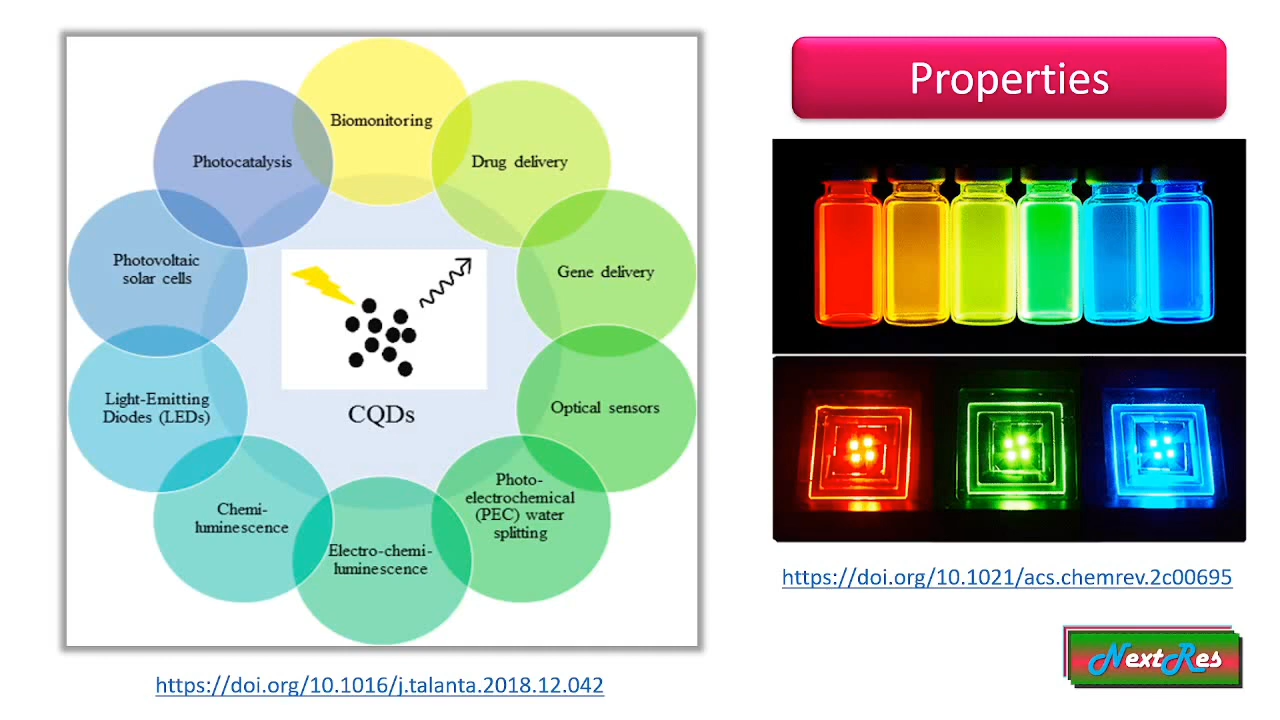 Properties
Biomonitoring
Drug delivery
Gene delivery
Optical sensors
Photo-
electrochemical
(PEC) water
splitting
Electro-chemi-
luminescence
Chemi-
luminescence
Light-Emitting
Diodes (LEDs)
Photovoltaic
solar cells
Photocatalysis
CQDs
https://doi.org/10.1016/j.talanta.2018.12.042
https://doi.org/10.1021/acs.chemrev.2c00695
NextRes